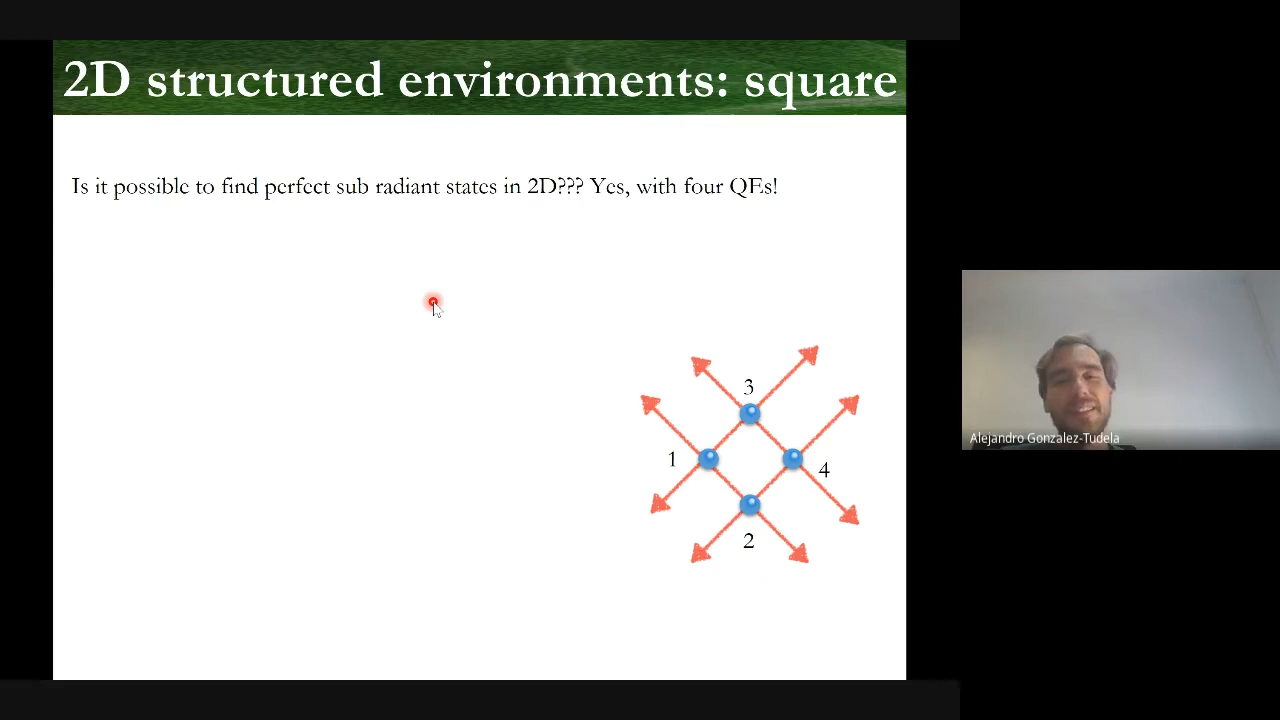 2D structured environments: square
Is it possible to find perfect sub radiant states in 2D??? Yes, with four QEs!
3
1
4
2
Alejandro Gonzalez-Tudela